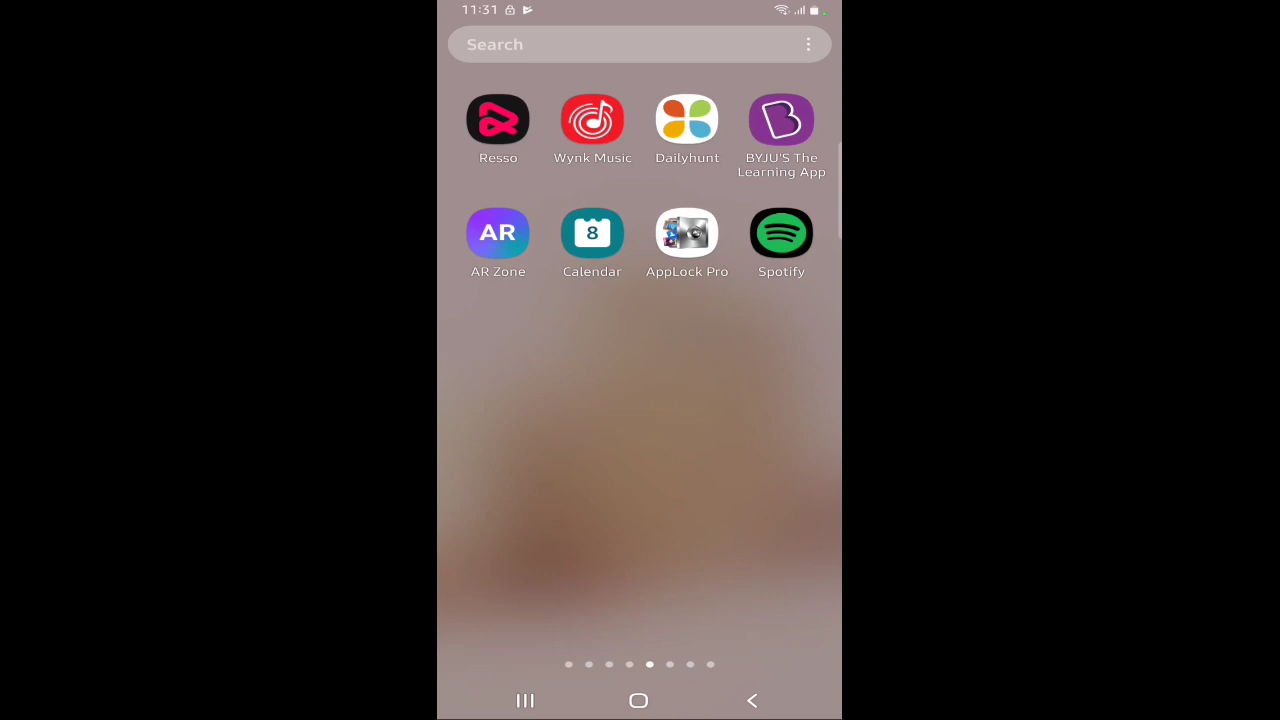 11:31
Search
Resso
Wynk Music
Dailyhunt
BYJU'S The
Learning App
AR
AR Zone
8
Calendar
AppLock Pro
Spotify